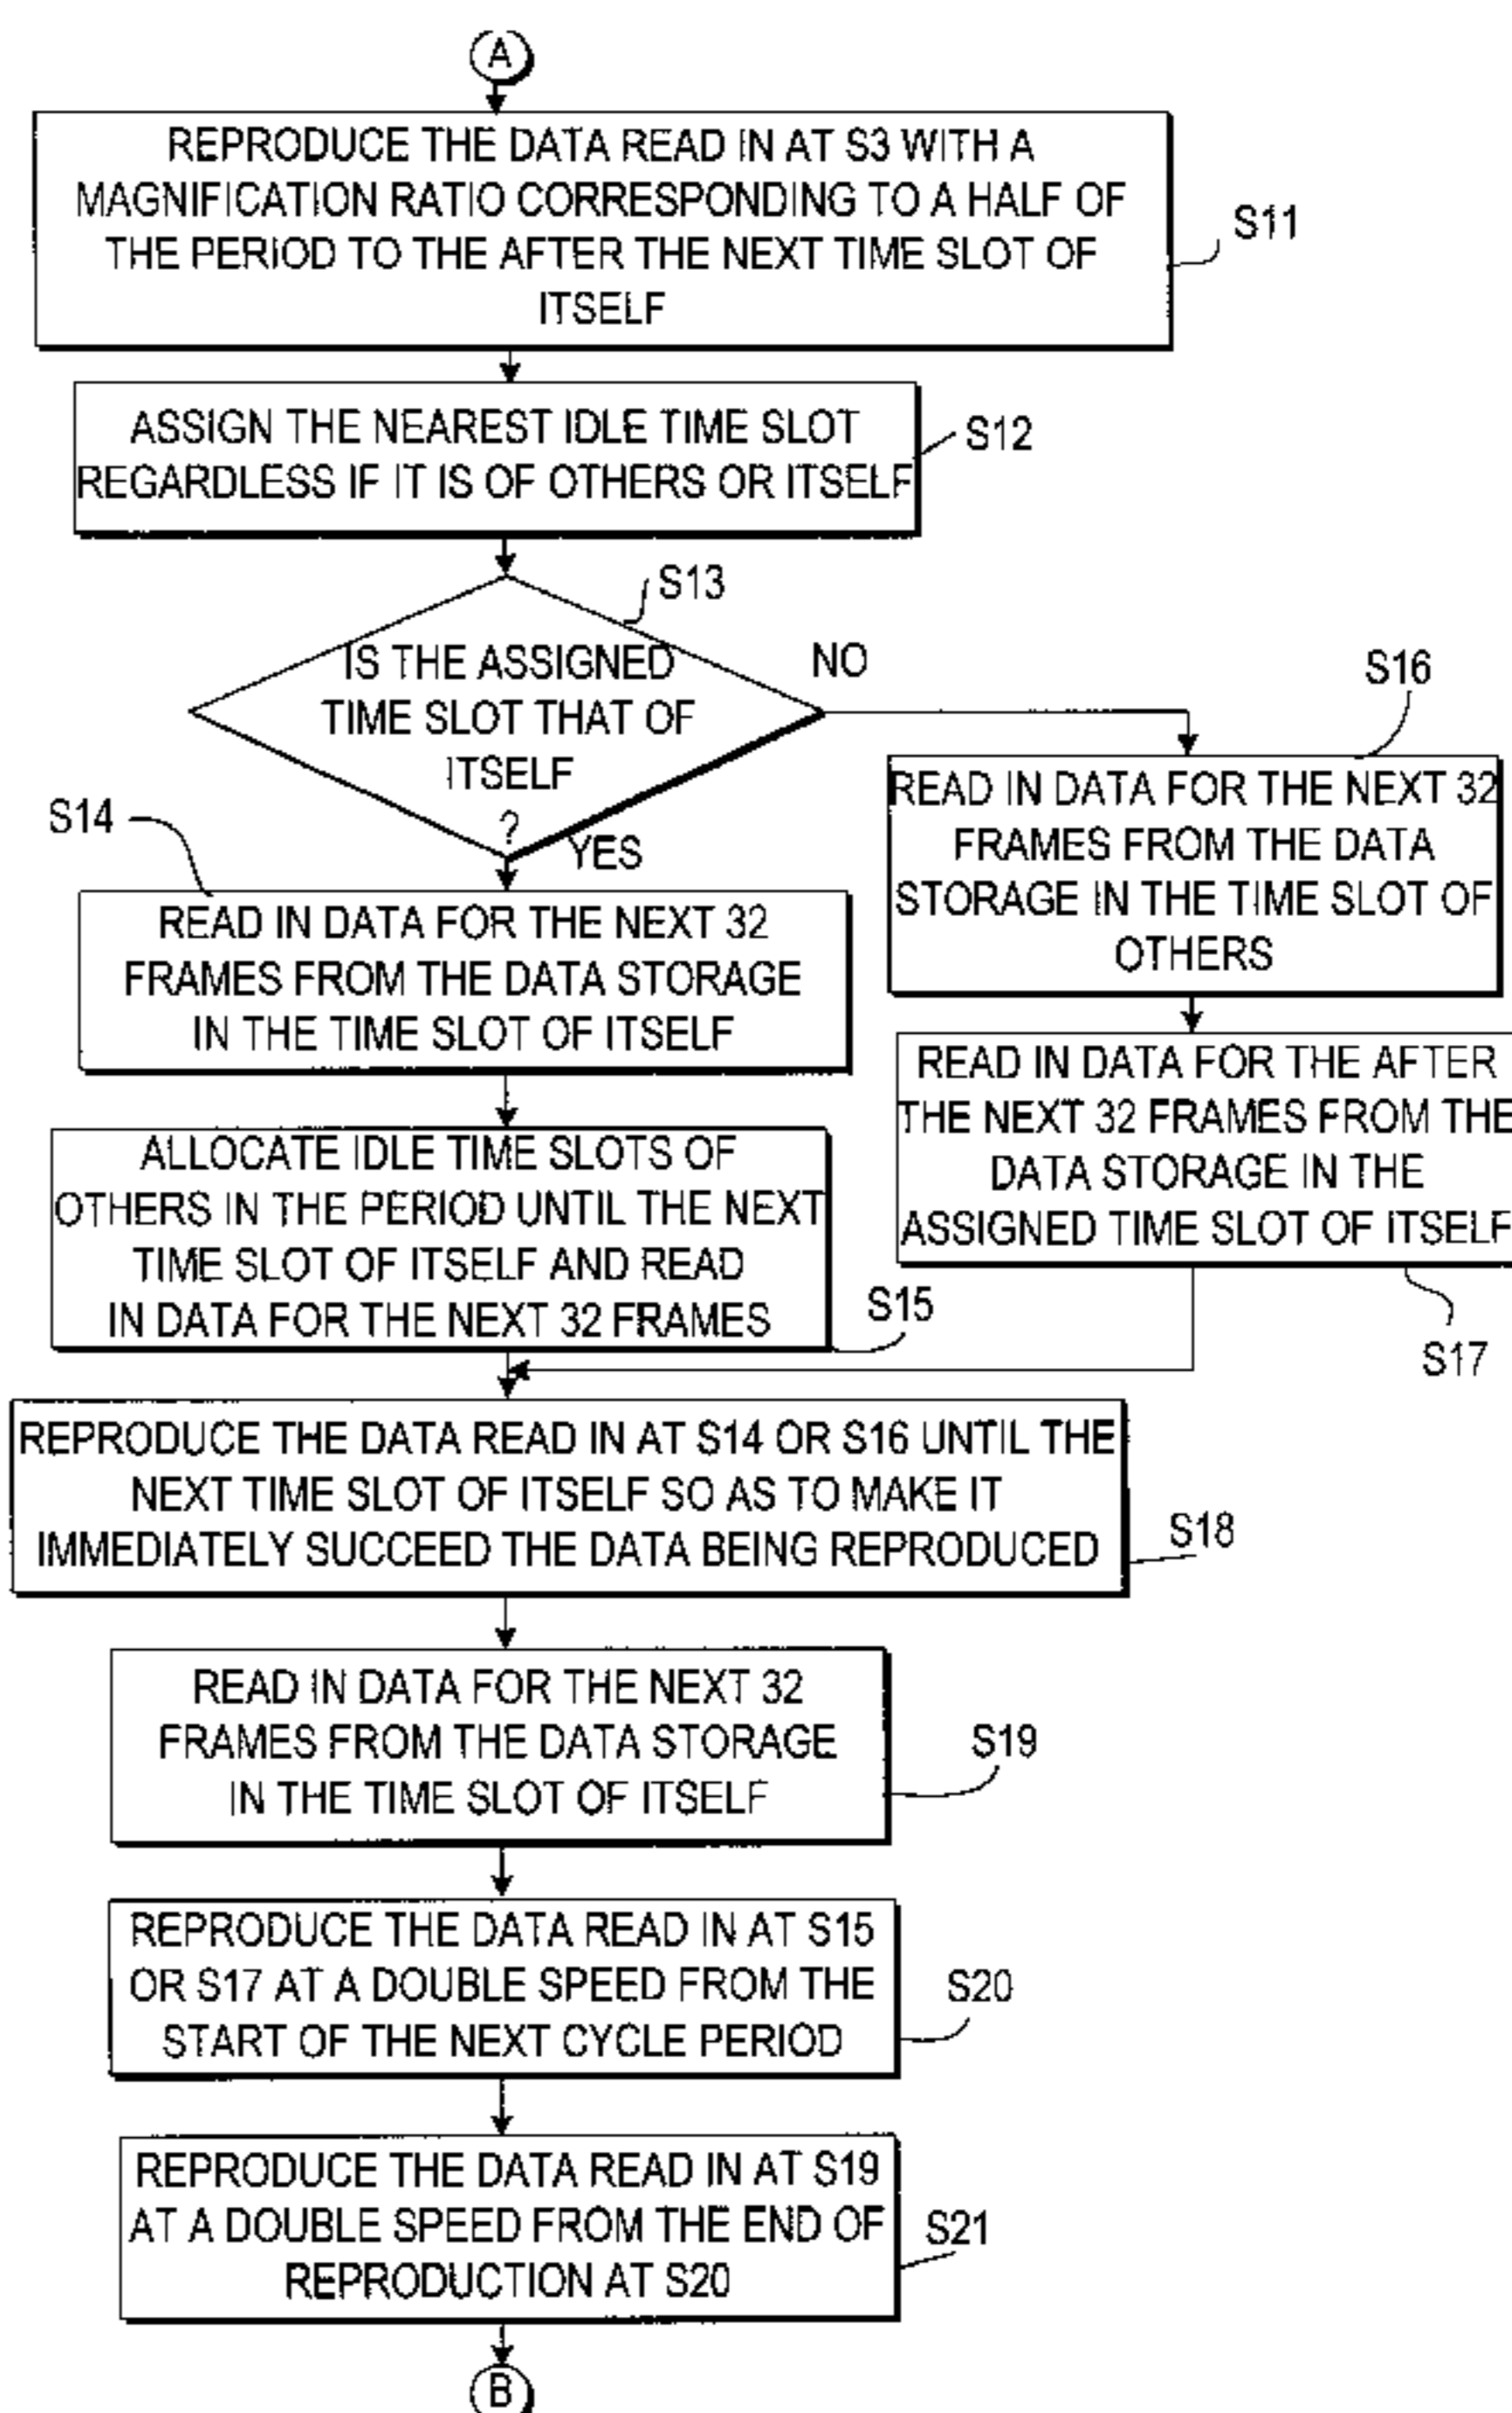 A
REPRODUCE THE DATA READ IN AT S3 WITH A
MAGNIFICATION RATIO CORRESPONDING TO A HALF OF
THE PERIOD TO THE AFTER THE NEXT TIME SLOT OF
ITSELF
S11
ASSIGN THE NEAREST IDLE TIME SLOT
REGARDLESS IF IT IS OF OTHERS OR ITSELF
S12
S13
IS THE ASSIGNED
TIME SLOT THAT OF
ITSELF
?
NO
YES
S14
READ IN DATA FOR THE NEXT 32
FRAMES FROM THE DATA STORAGE
IN THE TIME SLOT OF ITSELF
S16
READ IN DATA FOR THE NEXT 32
FRAMES FROM THE DATA
STORAGE IN THE TIME SLOT OF
OTHERS
ALLOCATE IDLE TIME SLOTS OF
OTHERS IN THE PERIOD UNTIL THE NEXT
TIME SLOT OF ITSELF AND READ
IN DATA FOR THE NEXT 32 FRAMES
S15
READ IN DATA FOR THE AFTER
THE NEXT 32 FRAMES FROM THE
DATA STORAGE IN THE
ASSIGNED TIME SLOT OF ITSELF
S17
REPRODUCE THE DATA READ IN AT S14 OR S16 UNTIL THE
NEXT TIME SLOT OF ITSELF SO AS TO MAKE IT
IMMEDIATELY SUCCEED THE DATA BEING REPRODUCED
S18
READ IN DATA FOR THE NEXT 32
FRAMES FROM THE DATA STORAGE
IN THE TIME SLOT OF ITSELF
S19
REPRODUCE THE DATA READ IN AT S15
OR S17 AT A DOUBLE SPEED FROM THE
START OF THE NEXT CYCLE PERIOD
S20
REPRODUCE THE DATA READ IN AT S19
AT A DOUBLE SPEED FROM THE END OF
REPRODUCTION AT S20
S21
B